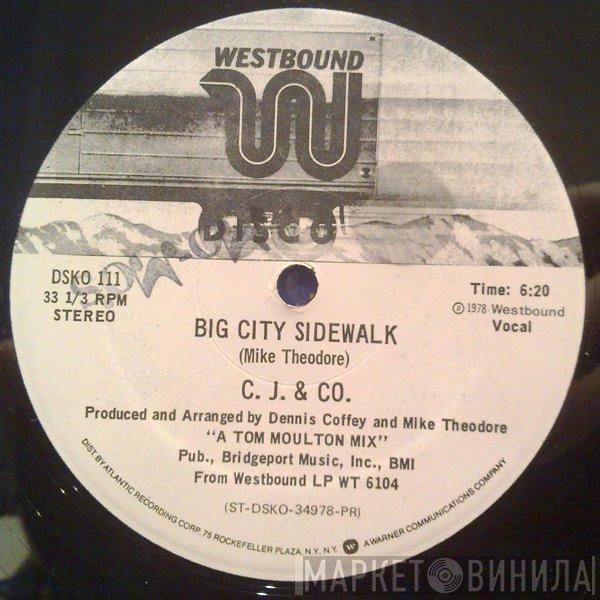 WESTBOUND
DISCO
DSKO 111
33 1/3 RPM
STEREO
Time: 6:20
℗ 1978 Westbound
Vocal
BIG CITY SIDEWALK
(Mike Theodore)
C. J. & CO.
Produced and Arranged by Dennis Coffey and Mike Theodore
"A TOM MOULTON MIX"
Pub., Bridgeport Music, Inc., BMI
From Westbound LP WT 6104
(ST-DSKO-34978-PR)
DIST. BY ATLANTIC RECORDING CORP., 75 ROCKEFELLER PLAZA, N.Y., N.Y. A WARNER COMMUNICATIONS COMPANY
МАРКЕТ ВИНИЛА